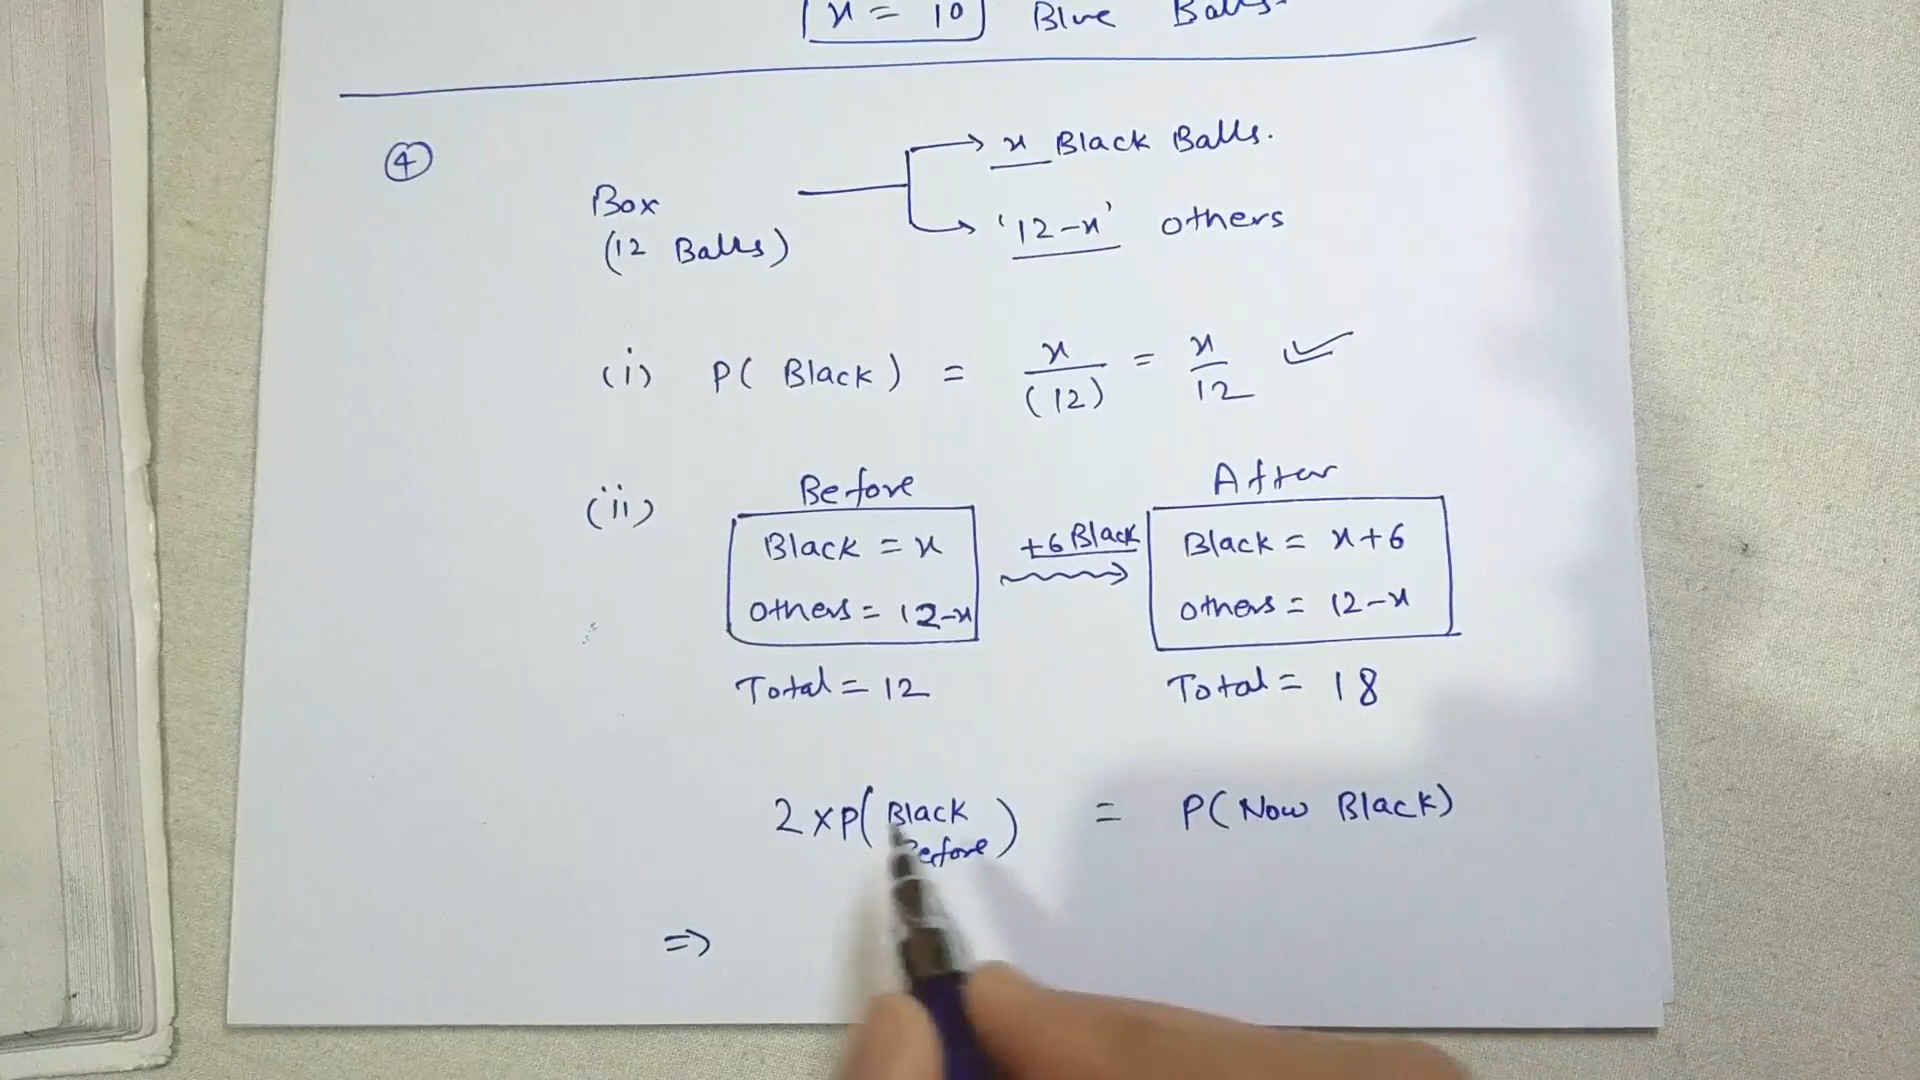 x = 10 Blue Balls.
4
x Black Balls.
Box
(12 Balls)
'12-x' others
(i) P( Black ) = x/(12) = x/12
(ii) Before After
Black = x +6 Black Black = x+6
others = 12-x others = 12-x
Total = 12 Total = 18
2 x P( Black Before ) = P( Now Black)
=>